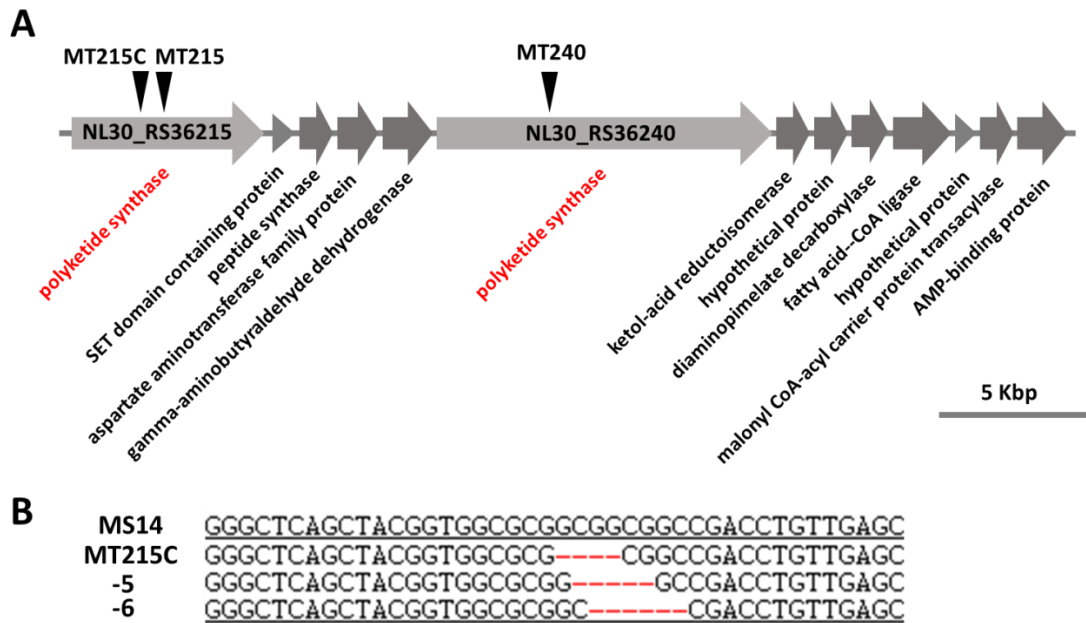 A
MT215C MT215
MT240
NL30_RS36215
NL30_RS36240
polyketide synthase
SET domain containing protein
peptide synthase
aspartate aminotransferase family protein
gamma-aminobutyraldehyde dehydrogenase
polyketide synthase
ketol-acid reductoisomerase
hypothetical protein
diaminopimelate decarboxylase
fatty acid--CoA ligase
hypothetical protein
malonyl CoA-acyl carrier protein transacylase
AMP-binding protein
5 Kbp
B
MS14 GGGCTCAGCTACGGTGGCGCGGCGGCGGCCGACCTGTTGAGC
MT215C GGGCTCAGCTACGGTGGCGCG----CGGCCGACCTGTTGAGC
-5 GGGCTCAGCTACGGTGGCGCGG-----GCCGACCTGTTGAGC
-6 GGGCTCAGCTACGGTGGCGCGGC------CGACCTGTTGAGC